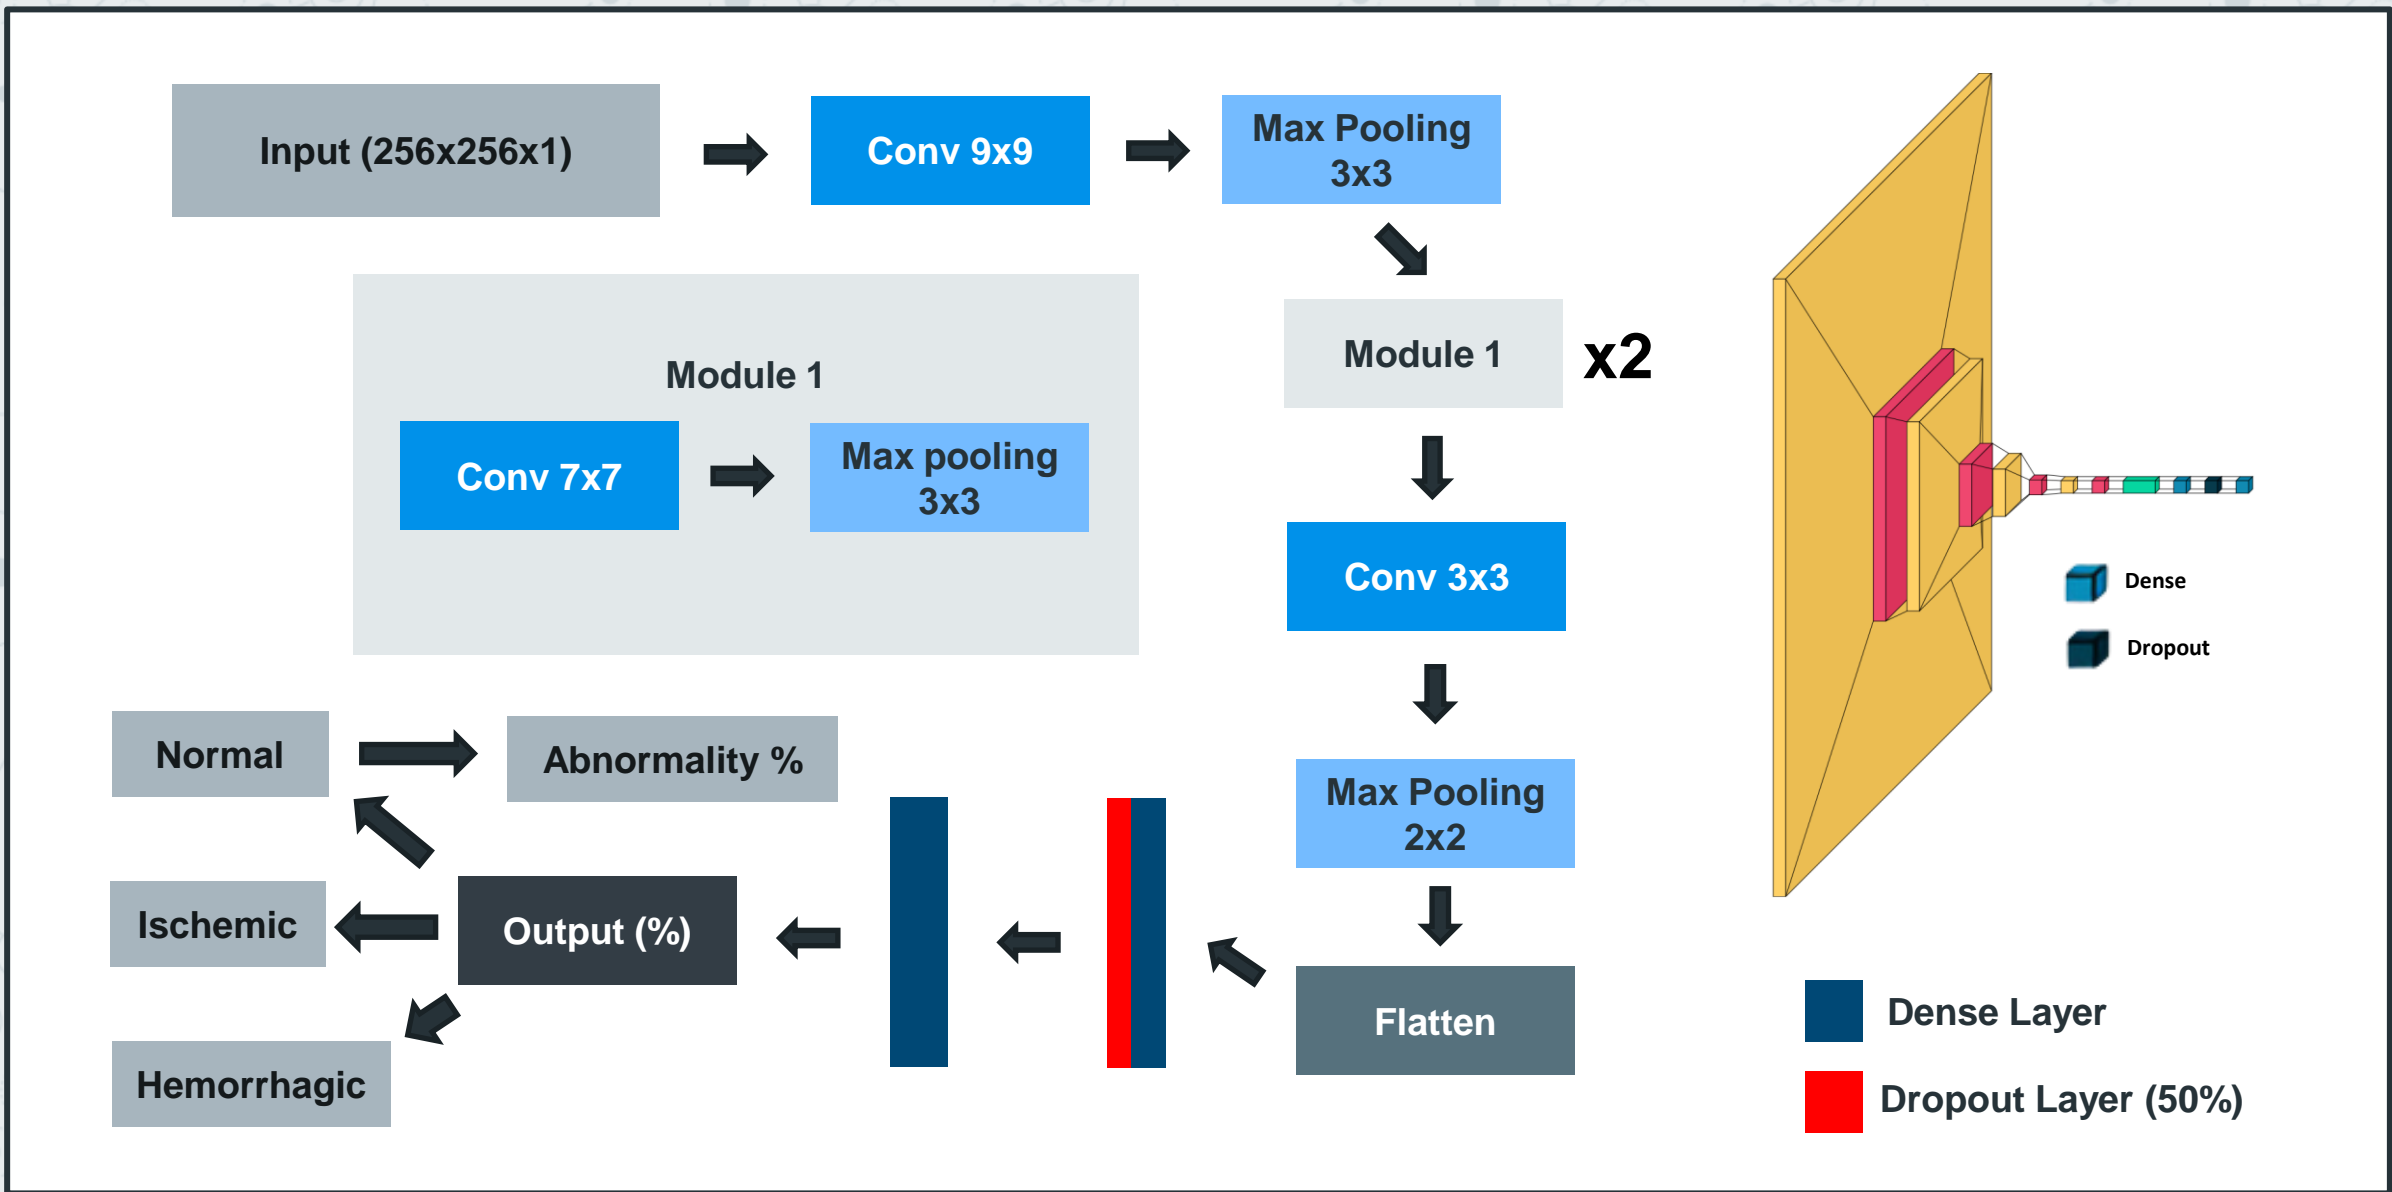 Input (256x256x1)
Conv 9x9
Max Pooling
3x3
Module 1
x2
Module 1
Conv 7x7
Max pooling
3x3
Conv 3x3
Dense
Dropout
Normal
Abnormality %
Max Pooling
2x2
Ischemic
Output (%)
Flatten
Hemorrhagic
Dense Layer
Dropout Layer (50%)